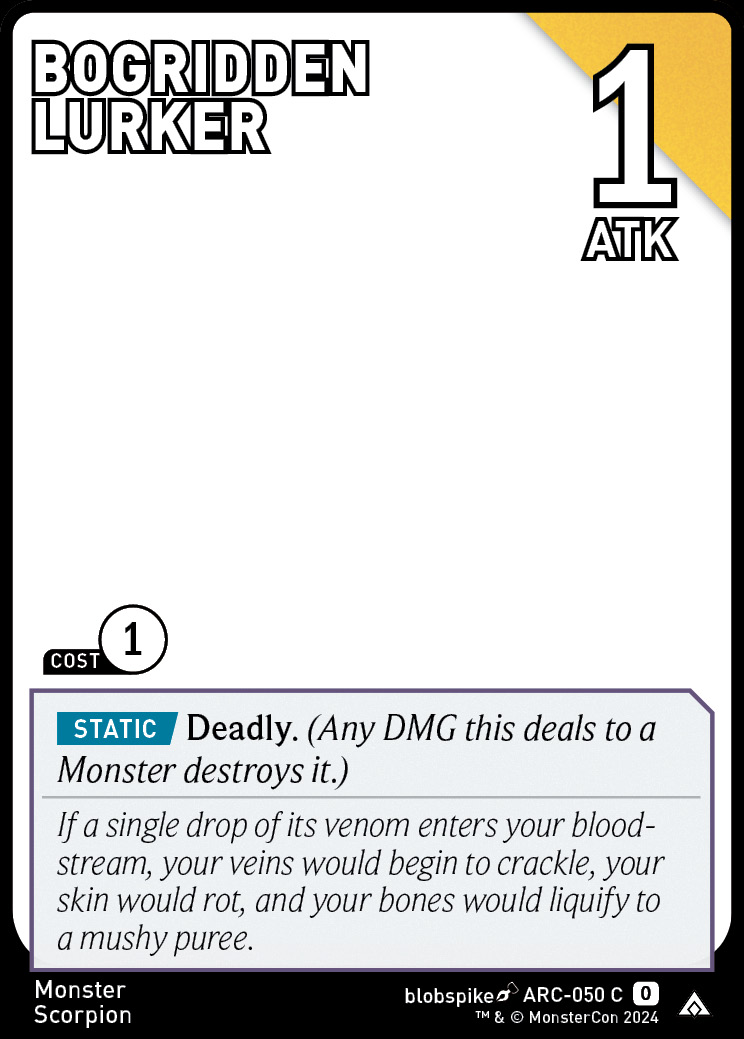 BOGRIDDEN
LURKER
1
ATK
COST 1
STATIC Deadly. (Any DMG this deals to a
Monster destroys it.)
If a single drop of its venom enters your blood-
stream, your veins would begin to crackle, your
skin would rot, and your bones would liquify to
a mushy puree.
Monster
Scorpion
blobspike ARC-050 C 0
™ & © MonsterCon 2024